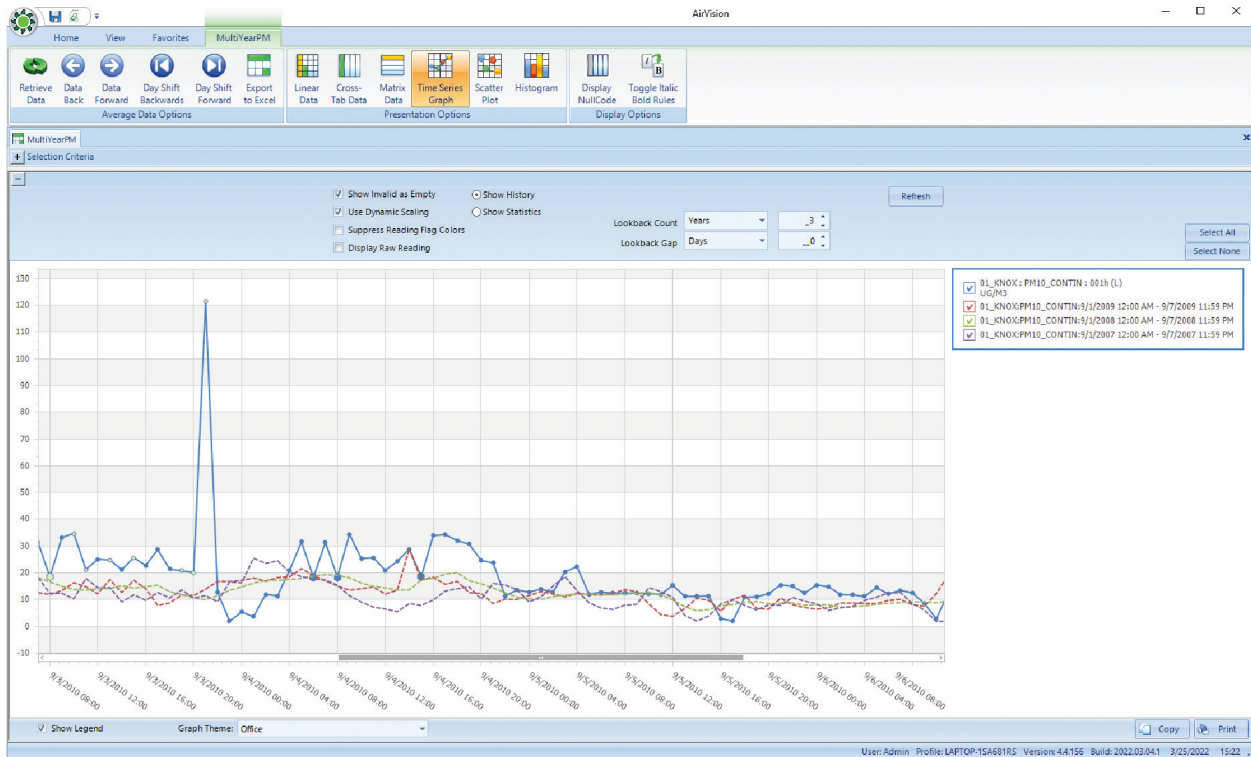 AirVision
Home View Favorites MultiYearPM
Retrieve Data
Data Back
Data Forward
Day Shift Backwards
Day Shift Forward
Export to Excel
Linear Data
Cross-Tab Data
Matrix Data
Time Series Graph
Scatter Plot
Histogram
Display NullCode
Toggle Italic Bold Rules
Average Data Options Presentation Options Display Options
MultiYearPM
Selection Criteria
Show Invalid as Empty Show History Refresh
Use Dynamic Scaling Show Statistics
Lookback Count Years _3
Suppress Reading Flag Colors
Select All
Lookback Gap Days __0
Display Raw Reading
Select None
130
120
110
100
90
80
70
60
50
40
30
20
10
0
-10
01_KNOX : PM10_CONTIN : 001h (L)
UG/M3
01_KNOX:PM10_CONTIN:9/1/2009 12:00 AM - 9/7/2009 11:59 PM
01_KNOX:PM10_CONTIN:9/1/2008 12:00 AM - 9/7/2008 11:59 PM
01_KNOX:PM10_CONTIN:9/1/2007 12:00 AM - 9/7/2007 11:59 PM
9/3/2010 08:00
9/3/2010 12:00
9/3/2010 16:00
9/3/2010 20:00
9/4/2010 00:00
9/4/2010 04:00
9/4/2010 08:00
9/4/2010 12:00
9/4/2010 16:00
9/4/2010 20:00
9/5/2010 00:00
9/5/2010 04:00
9/5/2010 08:00
9/5/2010 12:00
9/5/2010 16:00
9/5/2010 20:00
9/6/2010 00:00
9/6/2010 04:00
9/6/2010 08:00
Show Legend Graph Theme: Office Copy Print
User: Admin Profile: LAPTOP-1SA681RS Version: 4.4.156 Build: 2022.03.04.1 3/25/2022 15:22